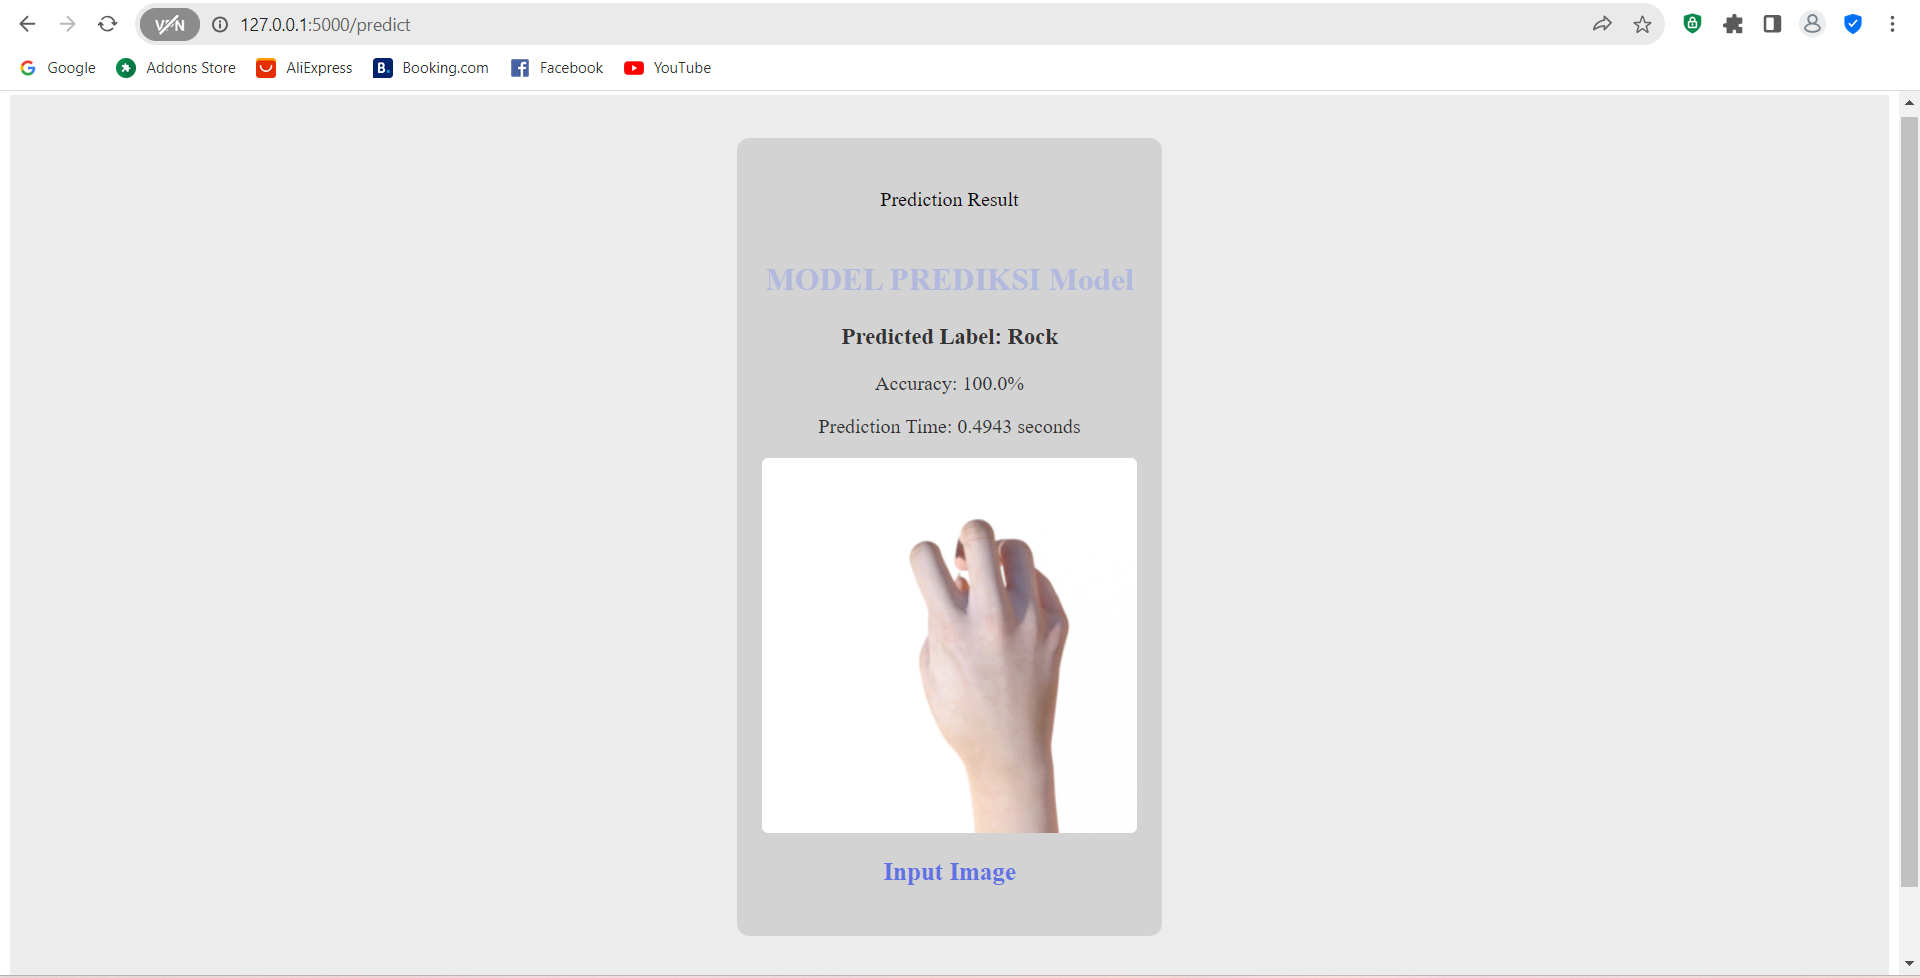 VPN
127.0.0.1:5000/predict
Google
Addons Store
AliExpress
B.
Booking.com
Facebook
YouTube
Prediction Result
MODEL PREDIKSI Model
Predicted Label: Rock
Accuracy: 100.0%
Prediction Time: 0.4943 seconds
Input Image